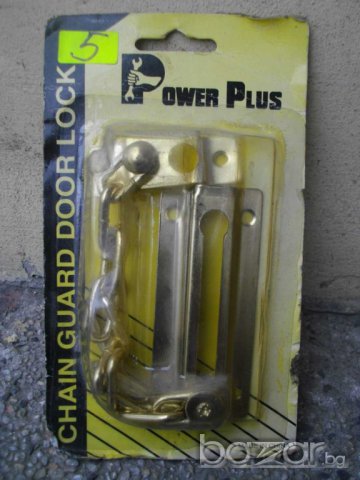 5
POWER PLUS
CHAIN GUARD DOOR LOCK
bazar.bg